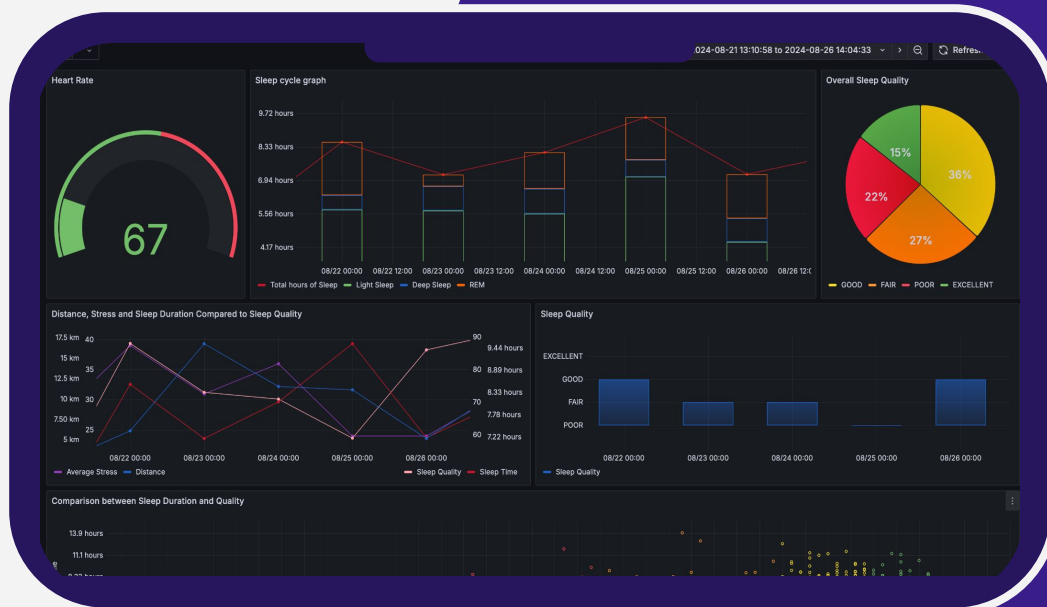 2024-08-21 13:10:58 to 2024-08-26 14:04:33
Refres
Heart Rate
67
Sleep cycle graph
9.72 hours
8.33 hours
6.94 hours
5.56 hours
4.17 hours
08/22 00:00 08/22 12:00 08/23 00:00 08/23 12:00 08/24 00:00 08/24 12:00 08/25 00:00 08/25 12:00 08/26 00:00 08/26 12:0
Total hours of Sleep Light Sleep Deep Sleep REM
Overall Sleep Quality
15%
36%
22%
27%
GOOD FAIR POOR EXCELLENT
Distance, Stress and Sleep Duration Compared to Sleep Quality
17.5 km 40 90 9.44 hours
15 km 35 80 8.89 hours
12.5 km
10 km 30 70 8.33 hours
7.50 km 25 7.78 hours
5 km 60 7.22 hours
08/22 00:00 08/23 00:00 08/24 00:00 08/25 00:00 08/26 00:00
Average Stress Distance Sleep Quality Sleep Time
Sleep Quality
EXCELLENT
GOOD
FAIR
POOR
08/22 00:00 08/23 00:00 08/24 00:00 08/25 00:00 08/26 00:00
Sleep Quality
Comparison between Sleep Duration and Quality
13.9 hours
11.1 hours